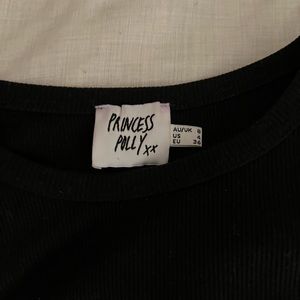 PRINCESS
POLLY xx
AU/UK 8
US 4
EU 36